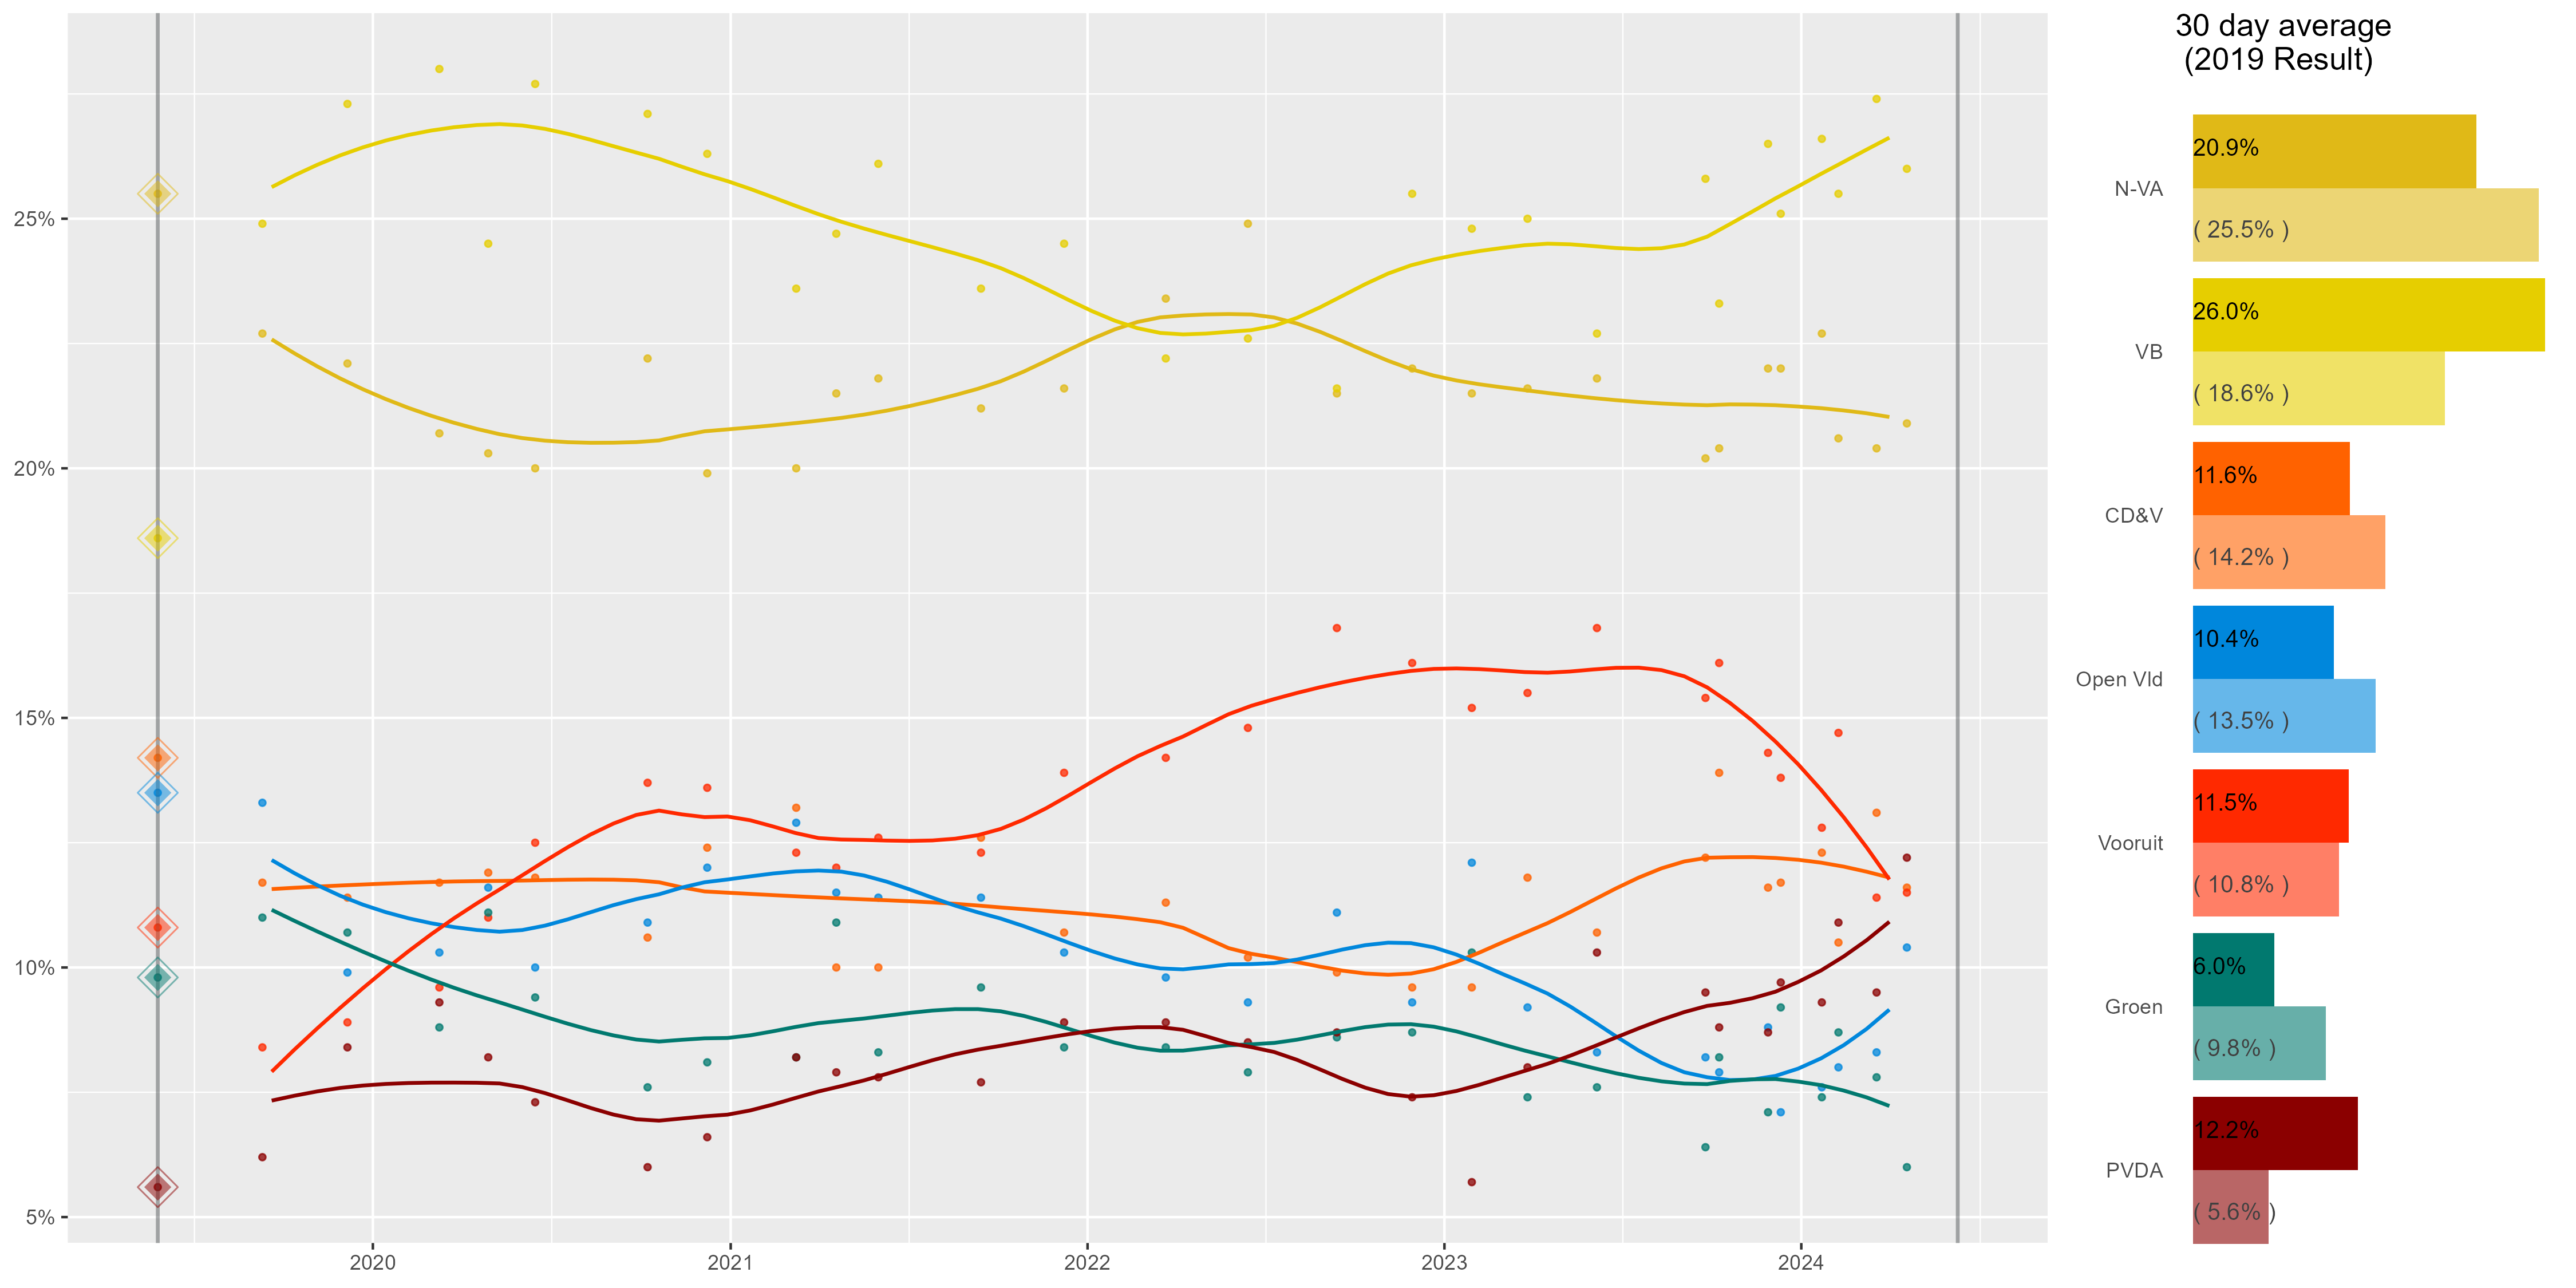 30 day average
(2019 Result)
25%
20%
15%
10%
5%
2020
2021
2022
2023
2024
N-VA
20.9%
( 25.5% )
VB
26.0%
( 18.6% )
CD&V
11.6%
( 14.2% )
Open Vld
10.4%
( 13.5% )
Vooruit
11.5%
( 10.8% )
Groen
6.0%
( 9.8% )
PVDA
12.2%
( 5.6% )